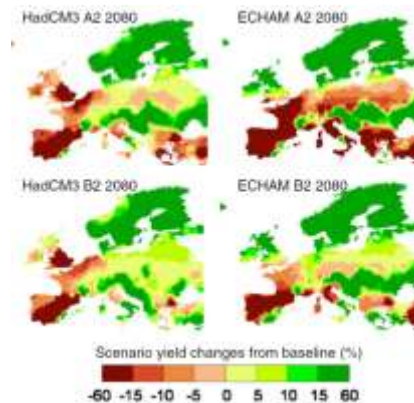 HadCM3 A2 2080
ECHAM A2 2080
HadCM3 B2 2080
ECHAM B2 2080
Scenario yield changes from baseline (%)
-60 -15 -10 -5 0 5 10 15 60